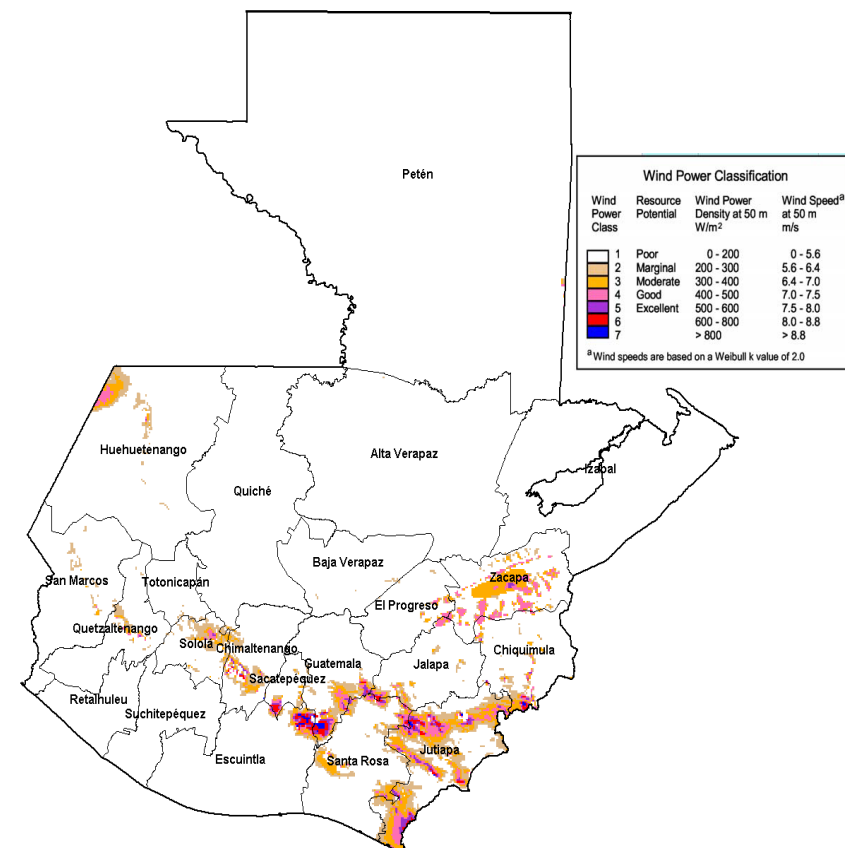 Petén
Wind Power Classification
Wind Power Class Resource Potential Wind Power Density at 50 m W/m² Wind Speedᵃ at 50 m m/s
1 Poor 0 - 200 0 - 5.6
2 Marginal 200 - 300 5.6 - 6.4
3 Moderate 300 - 400 6.4 - 7.0
4 Good 400 - 500 7.0 - 7.5
5 Excellent 500 - 600 7.5 - 8.0
6 600 - 800 8.0 - 8.8
7 > 800 > 8.8
ᵃ Wind speeds are based on a Weibull k value of 2.0
Huehuetenango
Alta Verapaz
Izabal
Quiché
Baja Verapaz
San Marcos
Totonicapán
Zacapa
El Progreso
Quetzaltenango
Sololá
Chimaltenango
Chiquimula
Guatemala
Jalapa
Sacatepéquez
Retalhuleu
Suchitepéquez
Jutiapa
Escuintla
Santa Rosa